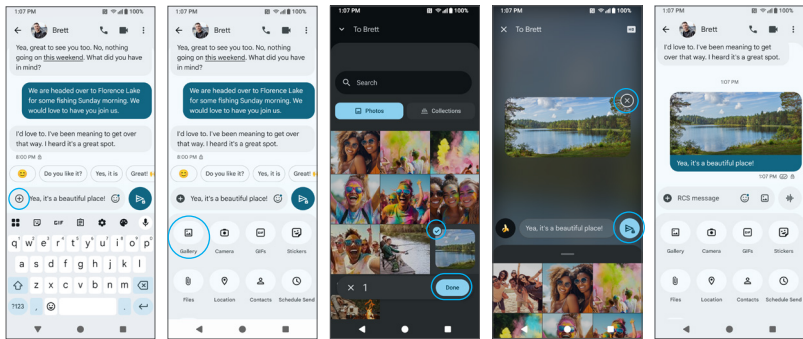 1:07 PM
100%
Brett
Yea, great to see you too. No, nothing
going on this weekend. What did you have
in mind?
We are headed over to Florence Lake
for some fishing Sunday morning. We
would love to have you join us.
I'd love to. I've been meaning to get over
that way. I heard it's a great spot.
8:00 PM
Do you like it?
Yes, it is
Great!
Yea, it's a beautiful place!
GIF
q w e r t y u i o p
a s d f g h j k l
z x c v b n m
?123 , .
1:07 PM
100%
Brett
Yea, great to see you too. No, nothing
going on this weekend. What did you have
in mind?
We are headed over to Florence Lake
for some fishing Sunday morning. We
would love to have you join us.
I'd love to. I've been meaning to get over
that way. I heard it's a great spot.
8:00 PM
Do you like it?
Yes, it is
Great!
Yea, it's a beautiful place!
Gallery
Camera
GIFs
Stickers
Files
Location
Contacts
Schedule Send
1:07 PM
100%
To Brett
Search
Photos
Collections
1
Done
1:07 PM
100%
To Brett
Yea, it's a beautiful place!
1:07 PM
100%
Brett
I'd love to. I've been meaning to get
over that way. I heard it's a great spot.
1:07 PM
Yea, it's a beautiful place!
1:07 PM
RCS message
Gallery
Camera
GIFs
Stickers
Files
Location
Contacts
Schedule Send